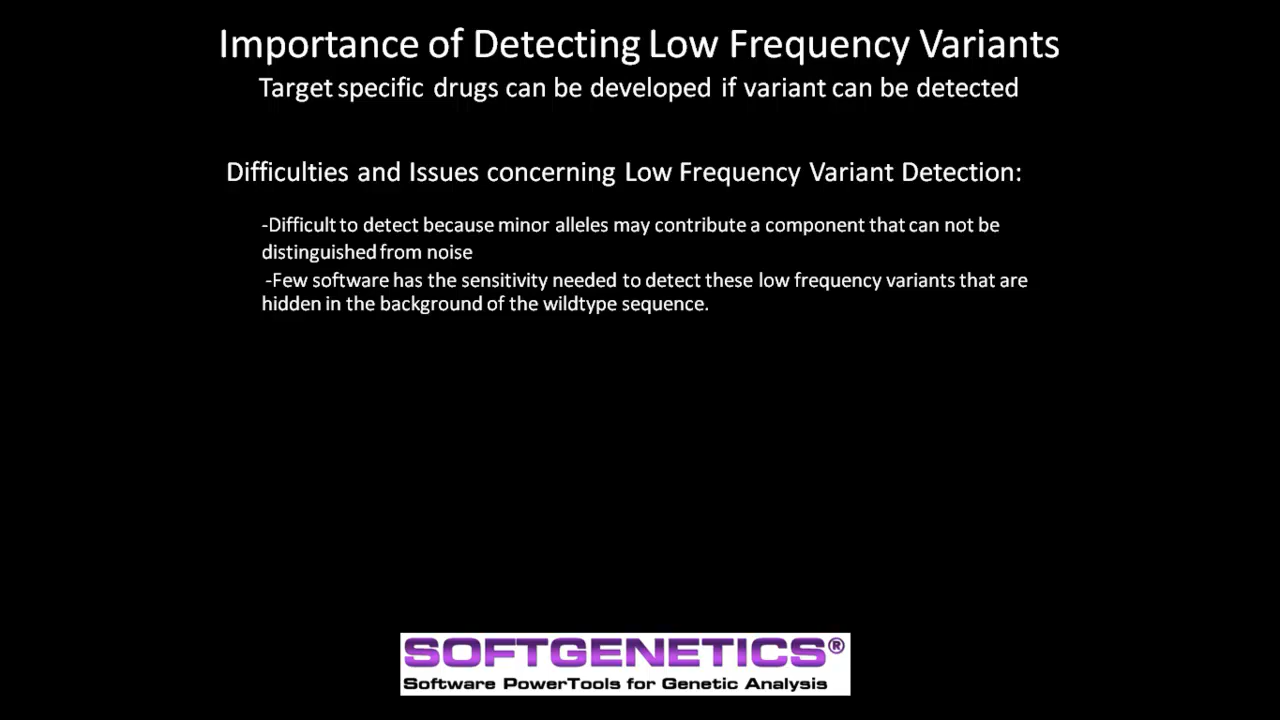 Importance of Detecting Low Frequency Variants
Target specific drugs can be developed if variant can be detected
Difficulties and Issues concerning Low Frequency Variant Detection:
-Difficult to detect because minor alleles may contribute a component that can not be
distinguished from noise
-Few software has the sensitivity needed to detect these low frequency variants that are
hidden in the background of the wildtype sequence.
SOFTGENETICS®
Software PowerTools for Genetic Analysis